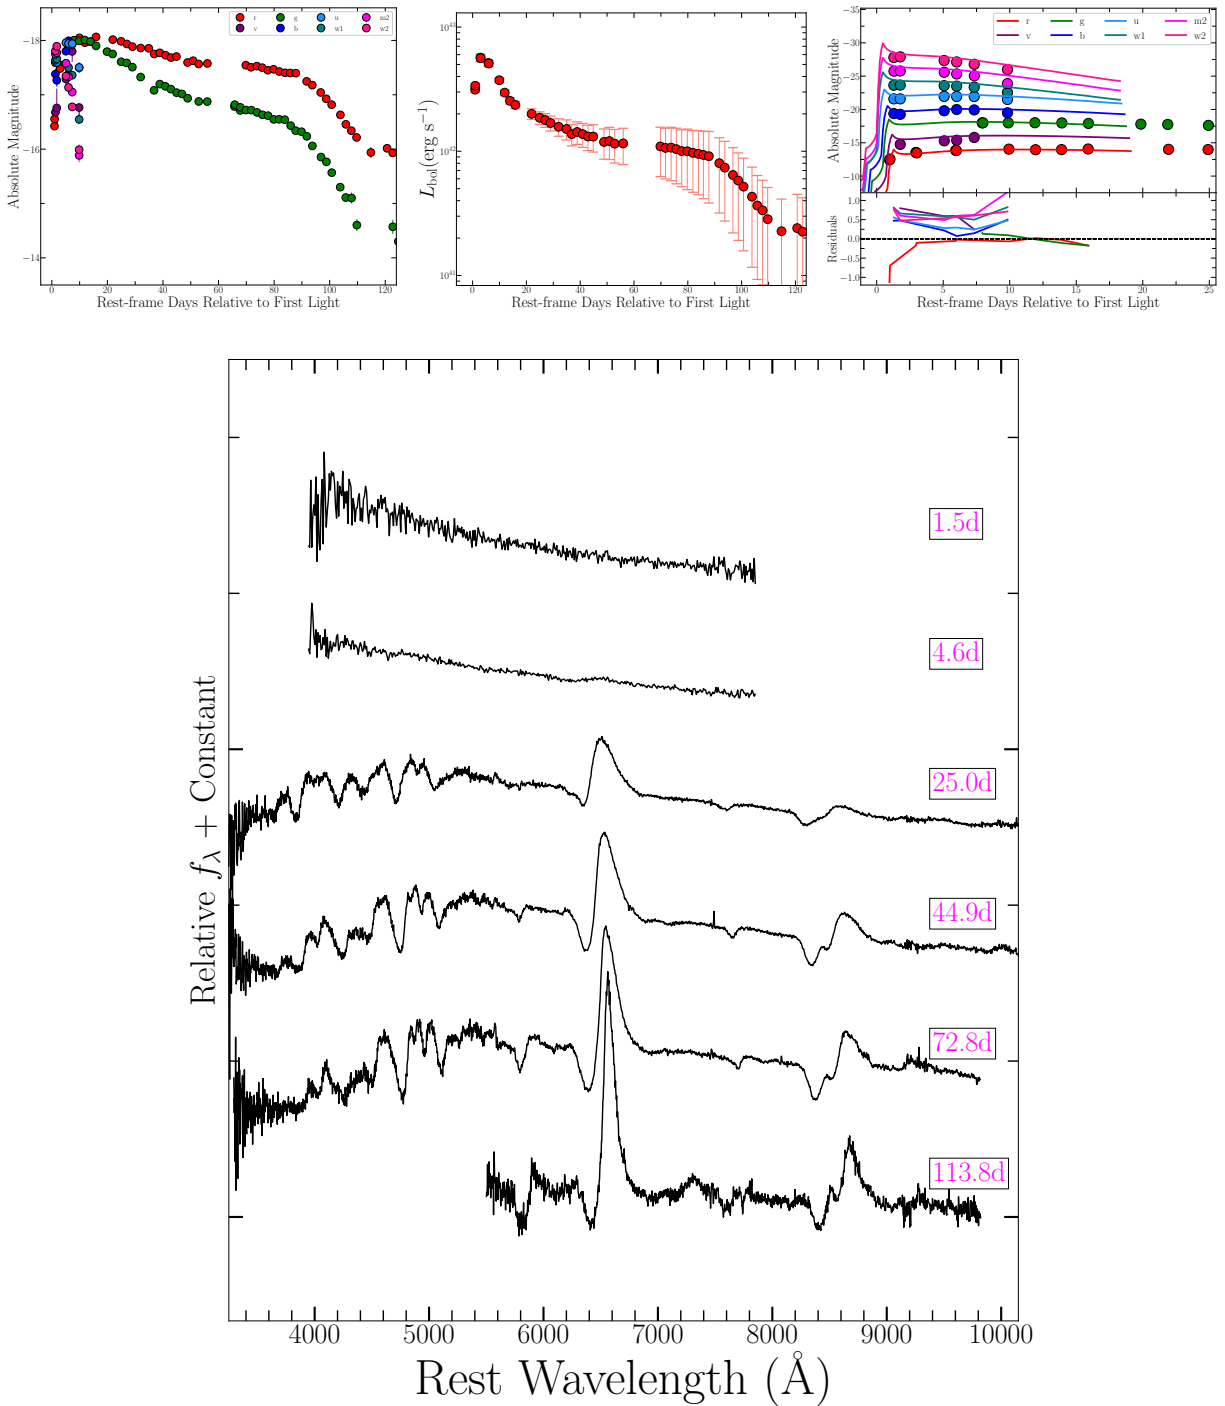 r g u m2
v b w1 w2
−18
−16
−14
Absolute Magnitude
0 20 40 60 80 100 120
Rest-frame Days Relative to First Light
10⁴³
10⁴²
10⁴¹
L_bol(erg s⁻¹)
0 20 40 60 80 100 120
Rest-frame Days Relative to First Light
r g u m2
v b w1 w2
−35
−30
−25
−20
−15
−10
Absolute Magnitude
1.0
0.5
0.0
−0.5
−1.0
Residuals
0 5 10 15 20 25
Rest-frame Days Relative to First Light
1.5d
4.6d
25.0d
44.9d
72.8d
113.8d
Relative f_λ + Constant
4000 5000 6000 7000 8000 9000 10000
Rest Wavelength (Å)